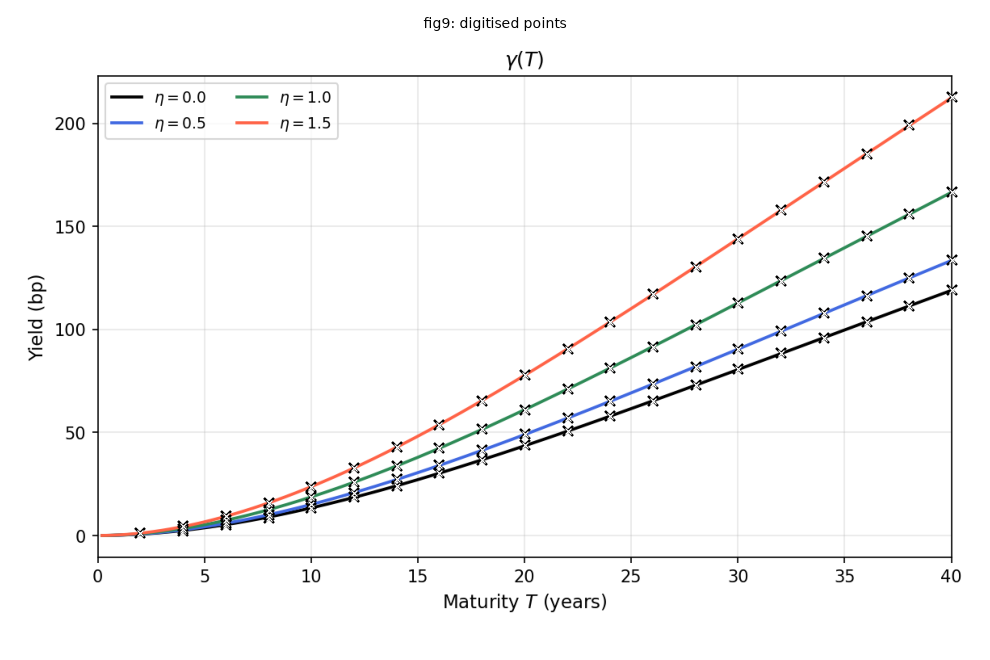 fig9: digitised points
γ(T)
η = 0.0
η = 0.5
η = 1.0
η = 1.5
Yield (bp)
200
150
100
50
0
0 5 10 15 20 25 30 35 40
Maturity T (years)